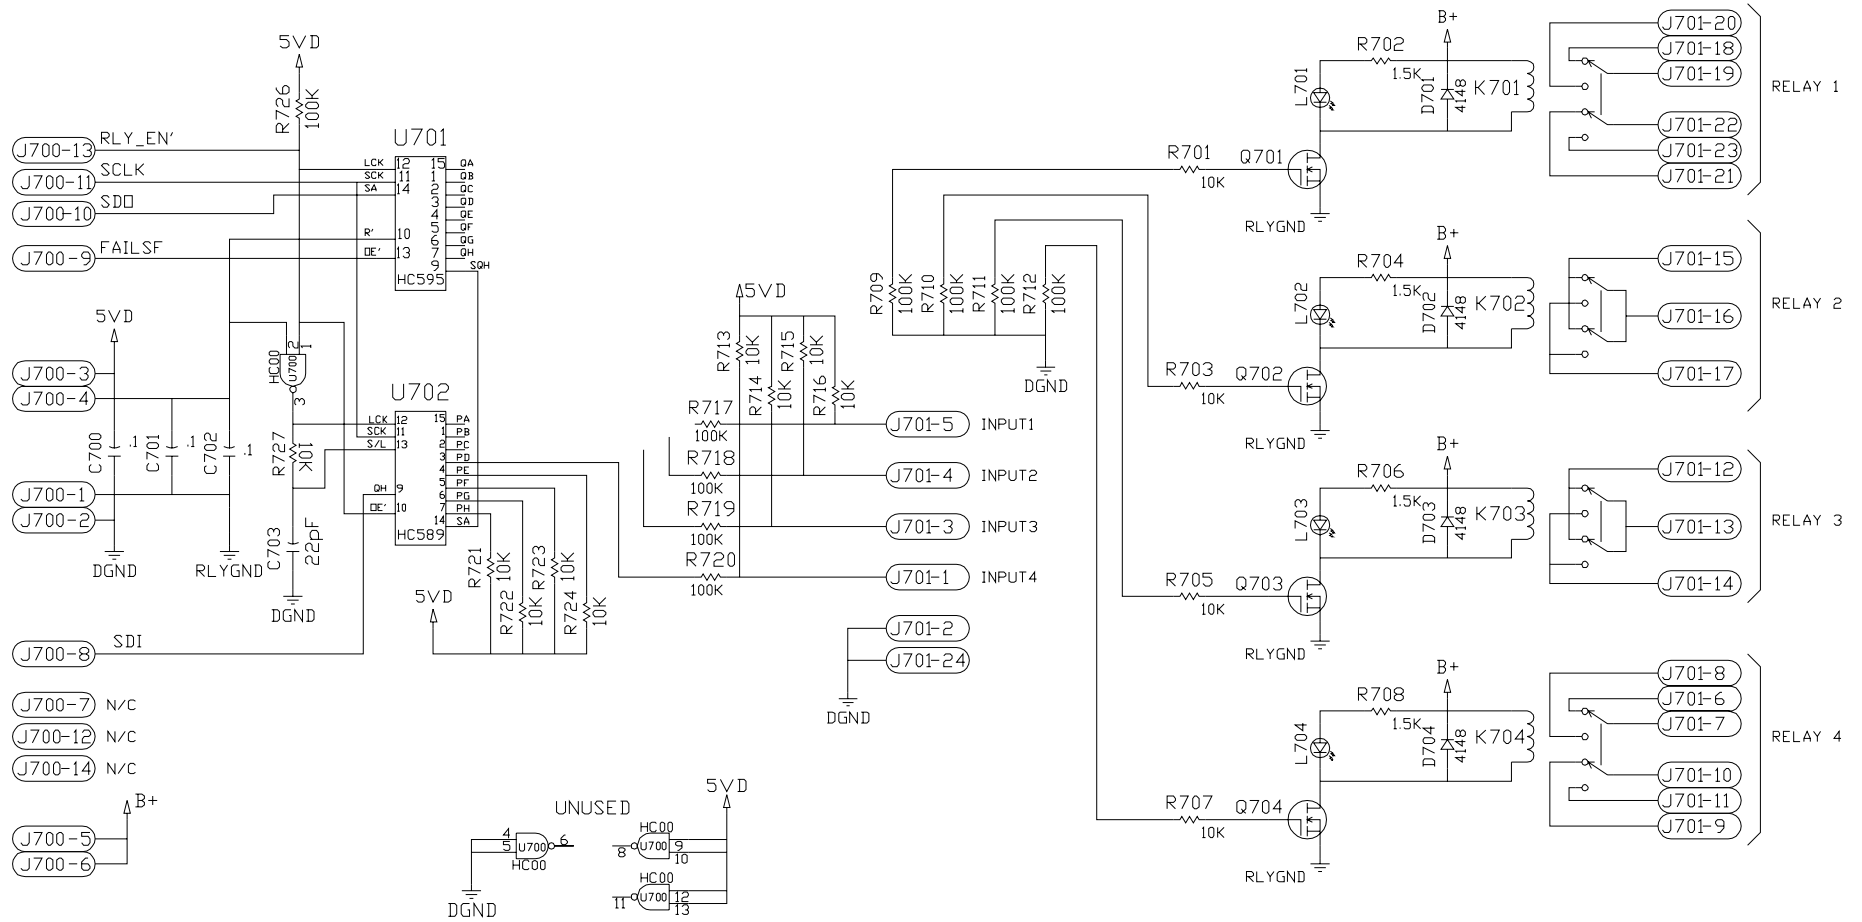 5VD
R726
100K
J700-13
RLY_EN'
J700-11
SCLK
J700-10
SDO
J700-9
FAILSF
U701
LCK 12 15 QA
SCK 11 1 QB
SA 14 2 QC
3 QD
4 QE
5 QF
R' 10 6 QG
OE' 13 7 QH
9 SQH
HC595
5VD
J700-3
J700-4
J700-1
J700-2
C700 .1
C701 .1
C702 .1
DGND
RLYGND
HC00
U700
2
1
3
R727
10K
C703
22pF
DGND
U702
LCK 12 15 PA
SCK 11 1 PB
S/L 13 2 PC
3 PD
4 PE
5 PF
QH 9 6 PG
OE' 10 7 PH
14 SA
HC589
R721 10K
R722 10K
R723 10K
R724 10K
5VD
J700-8
SDI
J700-7 N/C
J700-12 N/C
J700-14 N/C
B+
J700-5
J700-6
5VD
R713 10K
R714 10K
R715 10K
R716 10K
R717
100K
J701-5 INPUT1
R718
100K
J701-4 INPUT2
R719
100K
J701-3 INPUT3
R720
100K
J701-1 INPUT4
J701-2
J701-24
DGND
R709 100K
R710 100K
R711 100K
R712 100K
DGND
UNUSED
4
5
6
U700
HC00
DGND
5VD
HC00
8
U700
9
10
HC00
11
U700
12
13
B+
R702
1.5K
L701
D701
4148
K701
R701
10K
Q701
RLYGND
J701-20
J701-18
J701-19
J701-22
J701-23
J701-21
RELAY 1
B+
R704
1.5K
L702
D702
4148
K702
R703
10K
Q702
RLYGND
J701-15
J701-16
J701-17
RELAY 2
B+
R706
1.5K
L703
D703
4148
K703
R705
10K
Q703
RLYGND
J701-12
J701-13
J701-14
RELAY 3
B+
R708
1.5K
L704
D704
4148
K704
R707
10K
Q704
RLYGND
J701-8
J701-6
J701-7
J701-10
J701-11
J701-9
RELAY 4